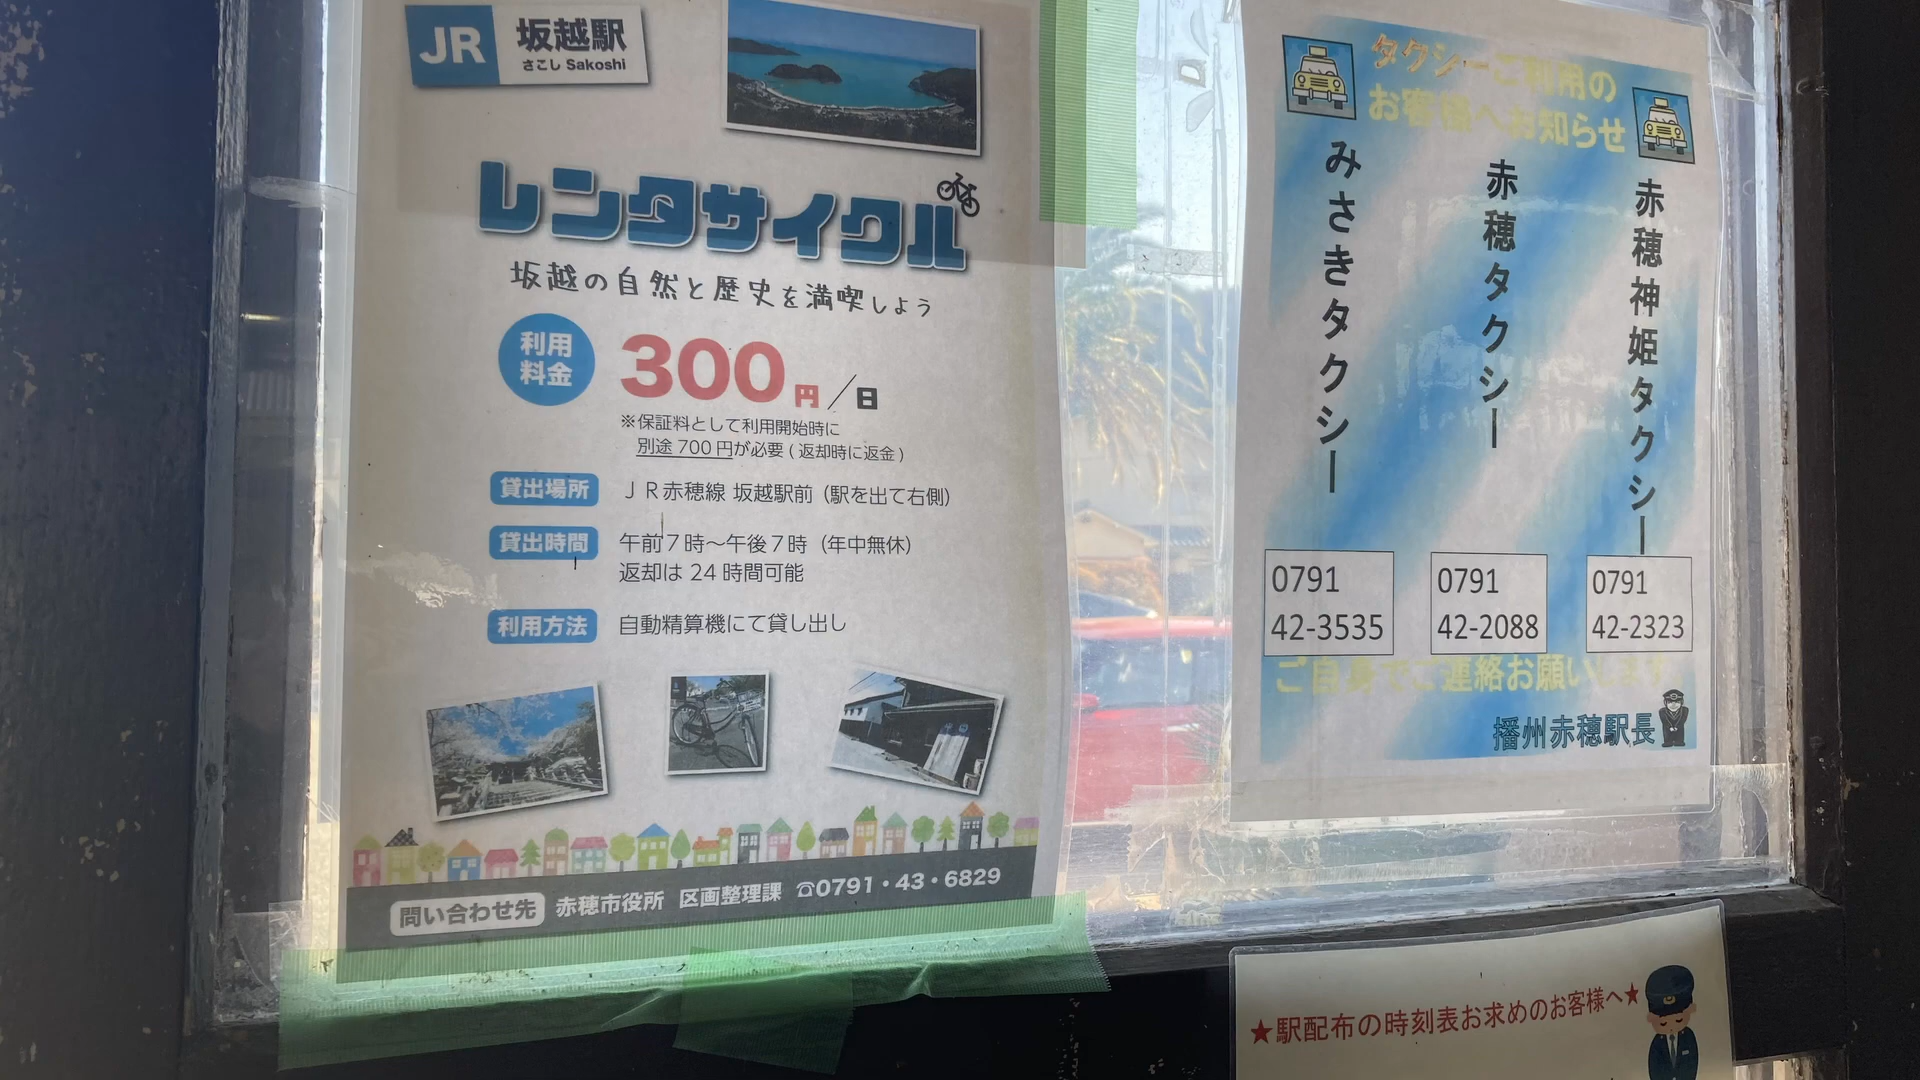 JR 坂越駅
さこし Sakoshi
レンタサイクル
坂越の自然と歴史を満喫しよう
利用料金 300円/日
※保証料として利用開始時に
別途 700 円が必要 ( 返却時に返金 )
貸出場所 ＪＲ赤穂線 坂越駅前（駅を出て右側）
貸出時間 午前７時～午後７時（年中無休）
返却は 24 時間可能
利用方法 自動精算機にて貸し出し
問い合わせ先 赤穂市役所 区画整理課 ☎0791・43・6829
タクシーご利用の
お客様へお知らせ
赤穂神姫タクシー
0791
42-2323
赤穂タクシー
0791
42-2088
みさきタクシー
0791
42-3535
ご自身でご連絡お願いします
播州赤穂駅長
★駅配布の時刻表お求めのお客様へ★